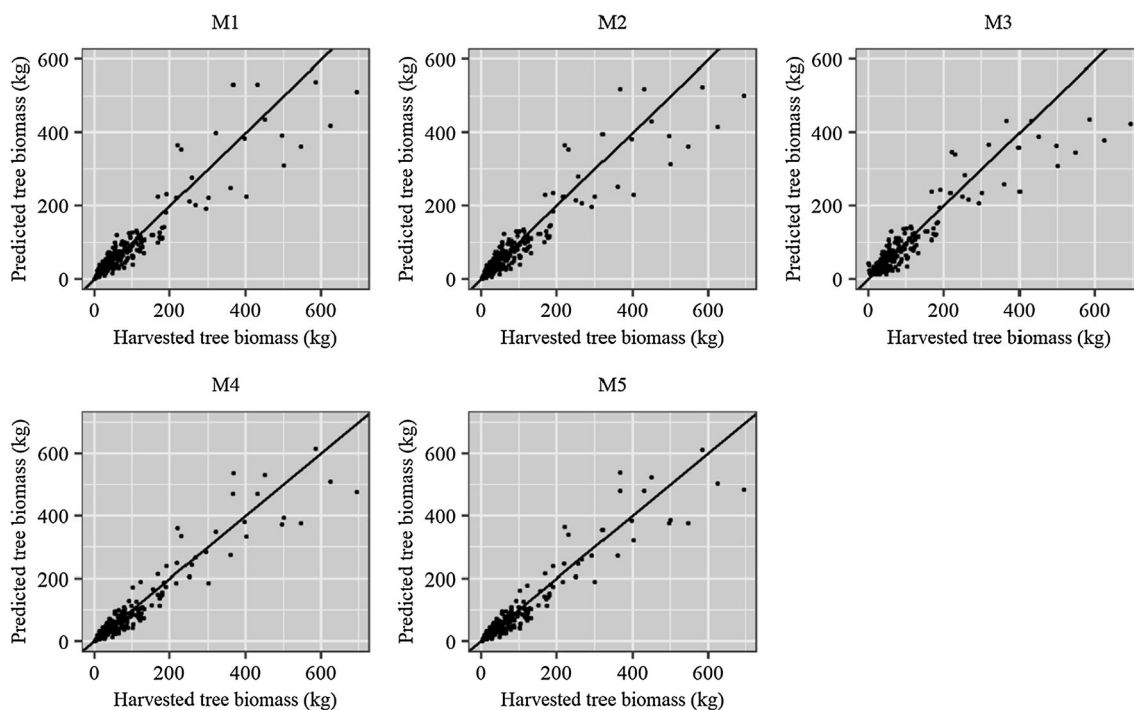 M1
Predicted tree biomass (kg)
600
400
200
0
0 200 400 600
Harvested tree biomass (kg)
M2
Predicted tree biomass (kg)
600
400
200
0
0 200 400 600
Harvested tree biomass (kg)
M3
Predicted tree biomass (kg)
600
400
200
0
0 200 400 600
Harvested tree biomass (kg)
M4
Predicted tree biomass (kg)
600
400
200
0
0 200 400 600
Harvested tree biomass (kg)
M5
Predicted tree biomass (kg)
600
400
200
0
0 200 400 600
Harvested tree biomass (kg)